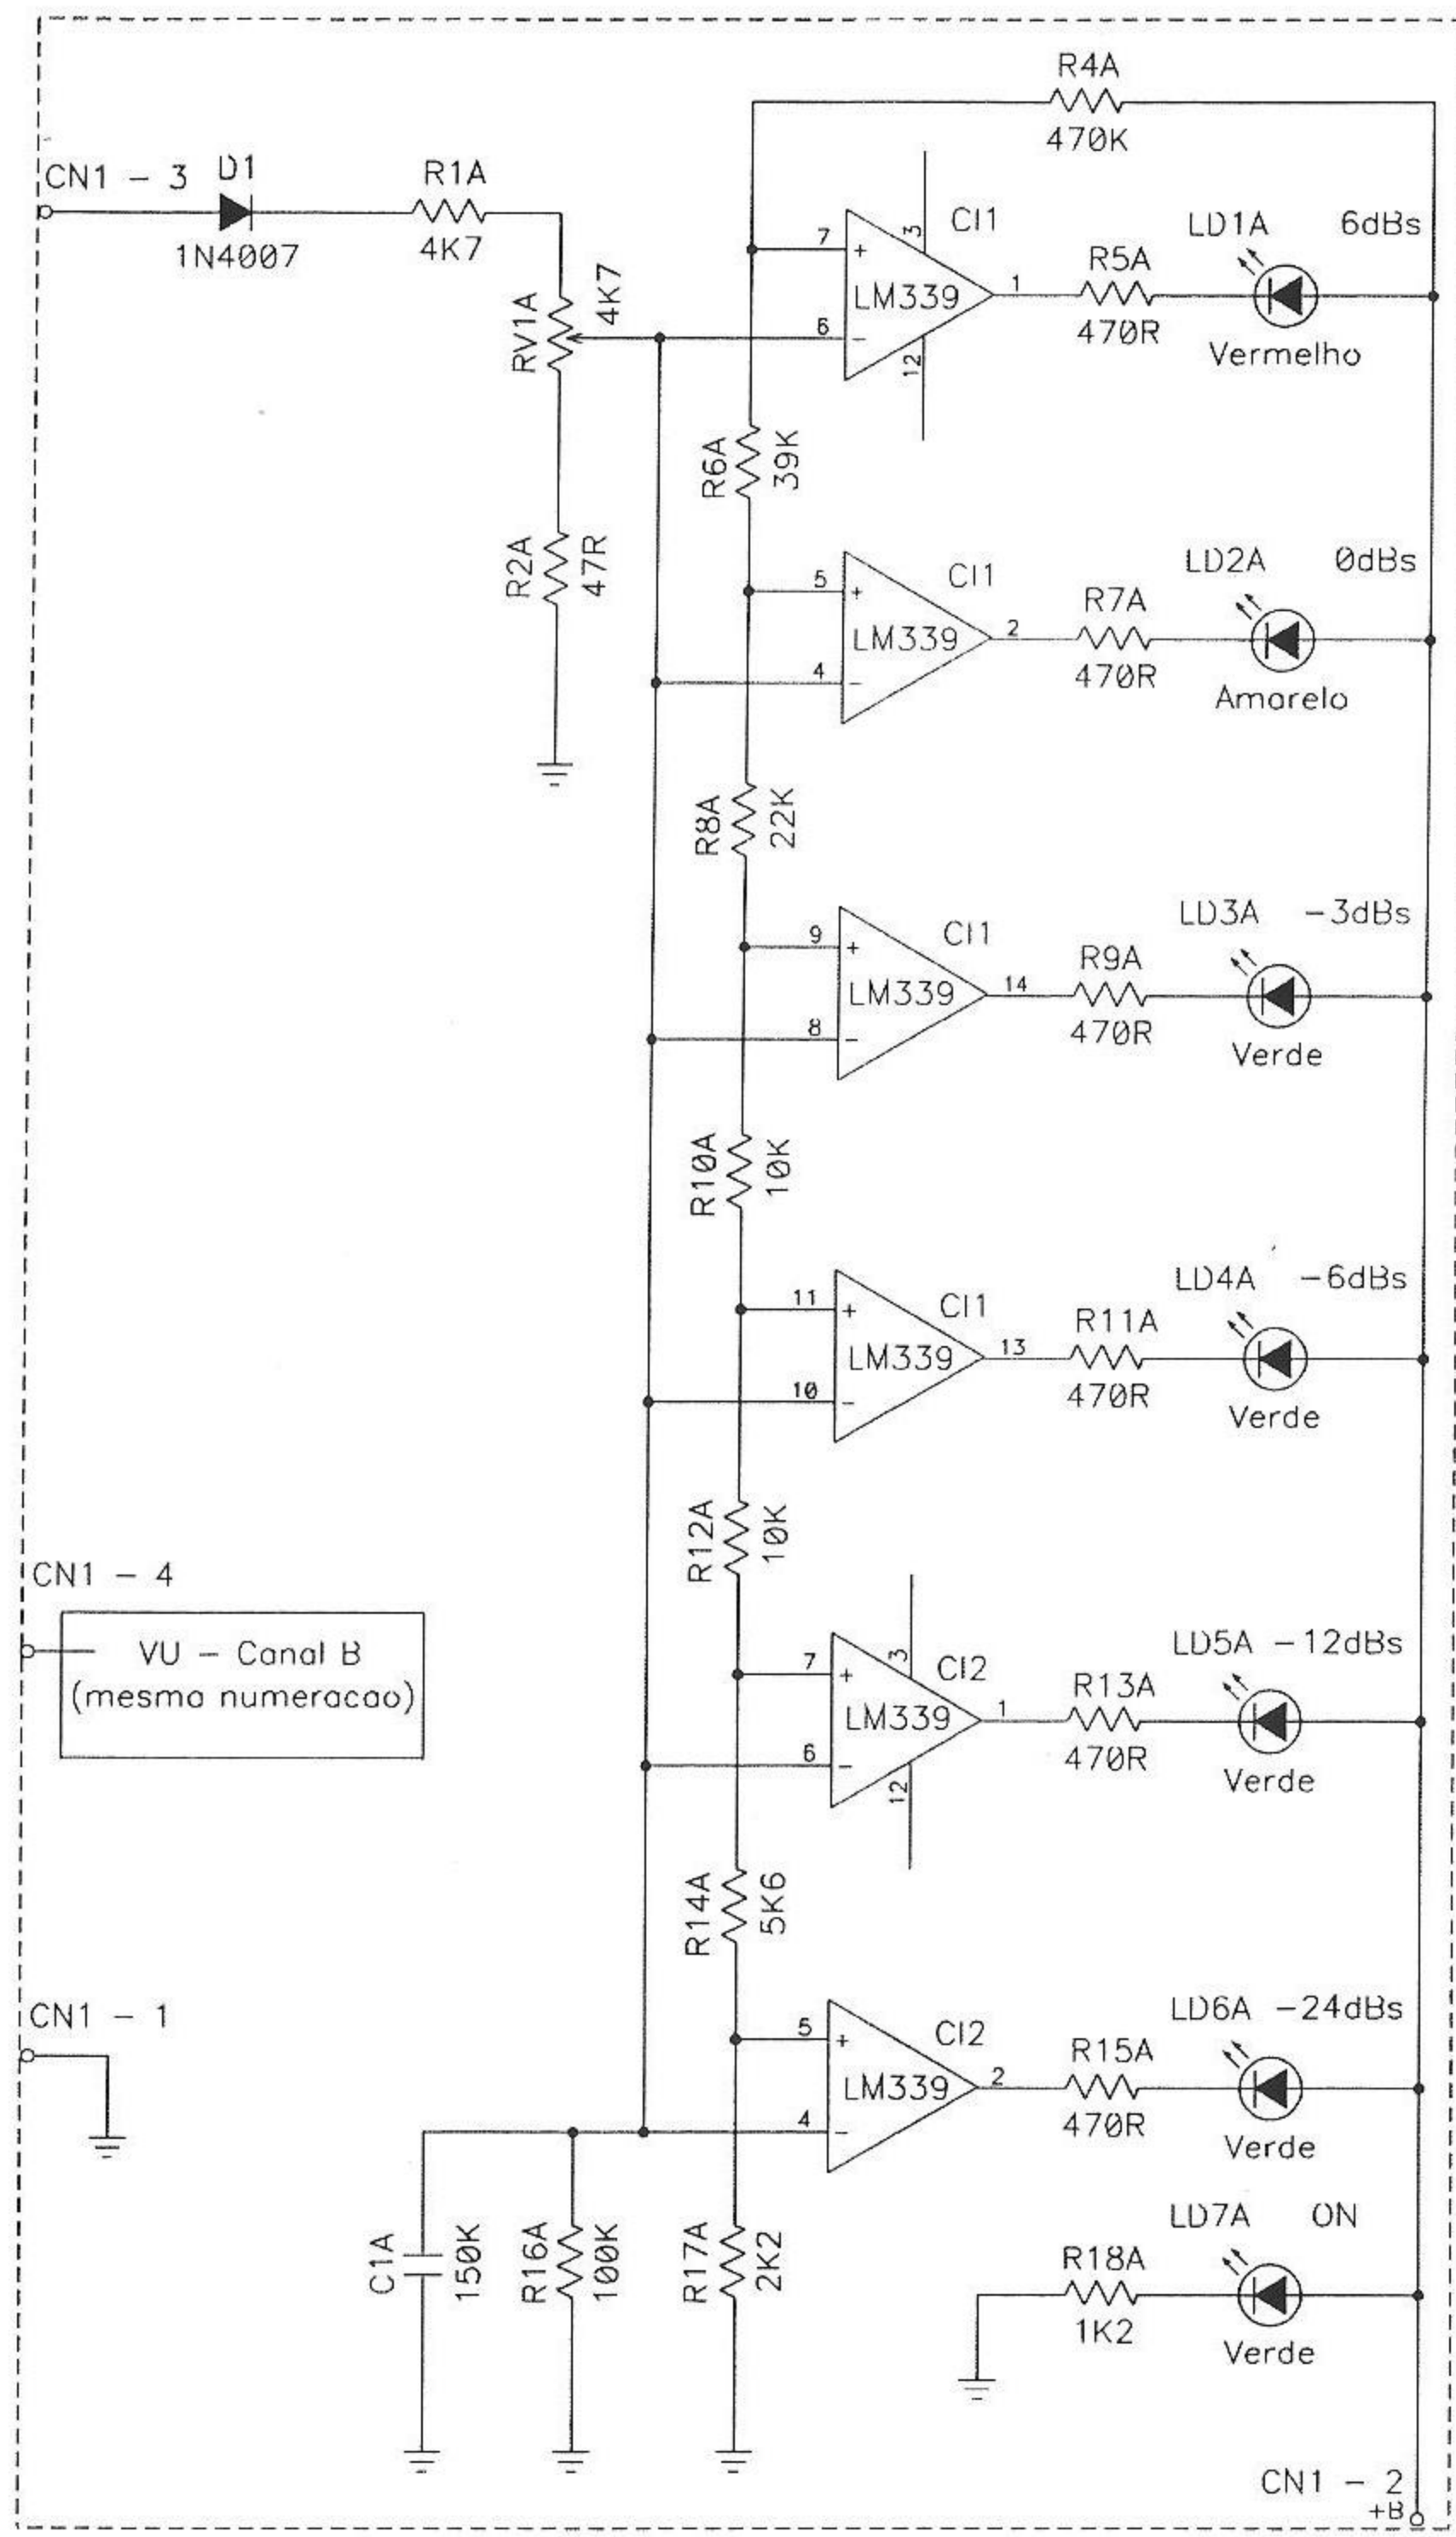 R4A
470K
CN1 - 3
D1
1N4007
R1A
4K7
RV1A
4K7
R2A
47R
7
+
6
-
LM339
3
12
CI1
1
R5A
470R
LD1A
6dBs
Vermelho
R6A
39K
5
+
4
-
LM339
CI1
2
R7A
470R
LD2A
0dBs
Amarelo
R8A
22K
9
+
8
-
LM339
CI1
14
R9A
470R
LD3A
-3dBs
Verde
R10A
10K
11
+
10
-
LM339
CI1
13
R11A
470R
LD4A
-6dBs
Verde
R12A
10K
CN1 - 4
VU - Canal B
(mesma numeracao)
7
+
6
-
LM339
3
12
CI2
1
R13A
470R
LD5A
-12dBs
Verde
R14A
5K6
CN1 - 1
5
+
4
-
LM339
CI2
2
R15A
470R
LD6A
-24dBs
Verde
C1A
150K
R16A
100K
R17A
2K2
R18A
1K2
LD7A
ON
Verde
CN1 - 2
+B